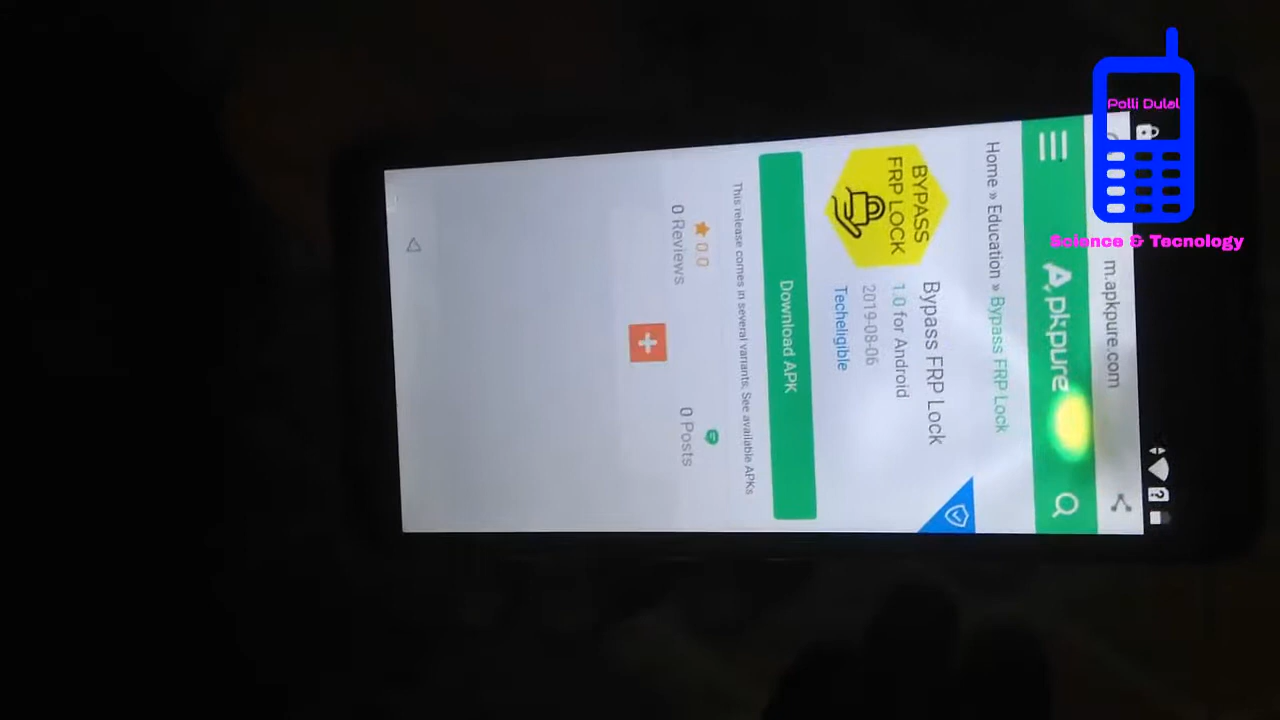 Polli Dulal
Science & Tecnology
m.apkpure.com
Apkpure
Home » Education » Bypass FRP Lock
BYPASS
FRP LOCK
Bypass FRP Lock
1.0 for Android
2019-08-06
Techeligible
Download APK
This release comes in several variants, See available APKs
0.0
0 Reviews
0 Posts